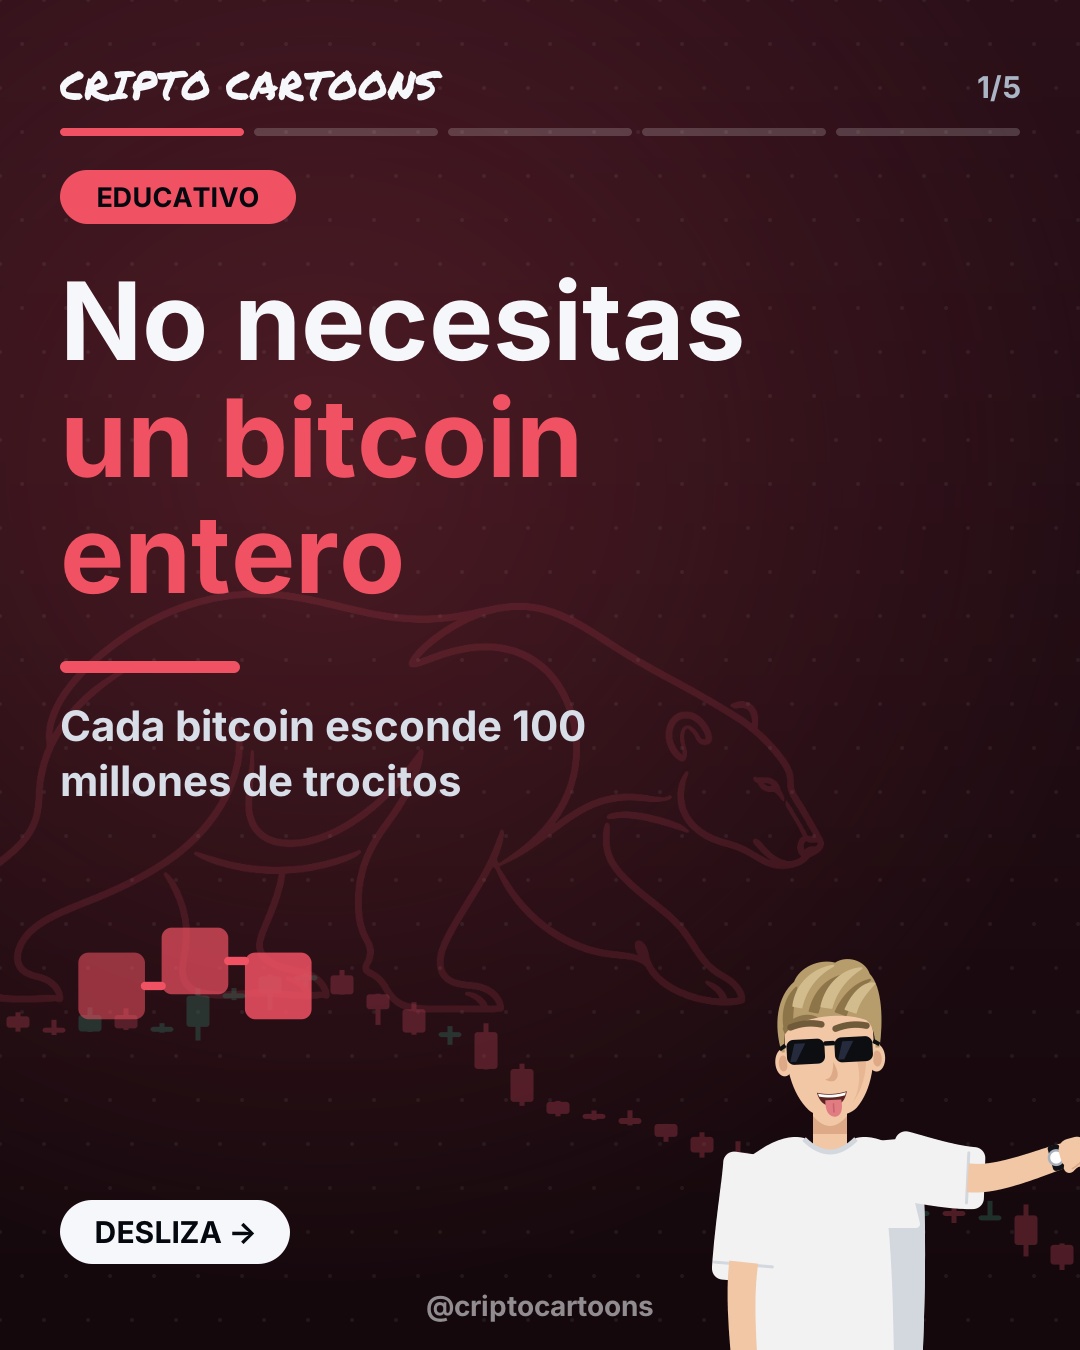 CRIPTO CARTOONS
1/5
EDUCATIVO
No necesitas
un bitcoin
entero
Cada bitcoin esconde 100
millones de trocitos
DESLIZA →
@criptocartoons